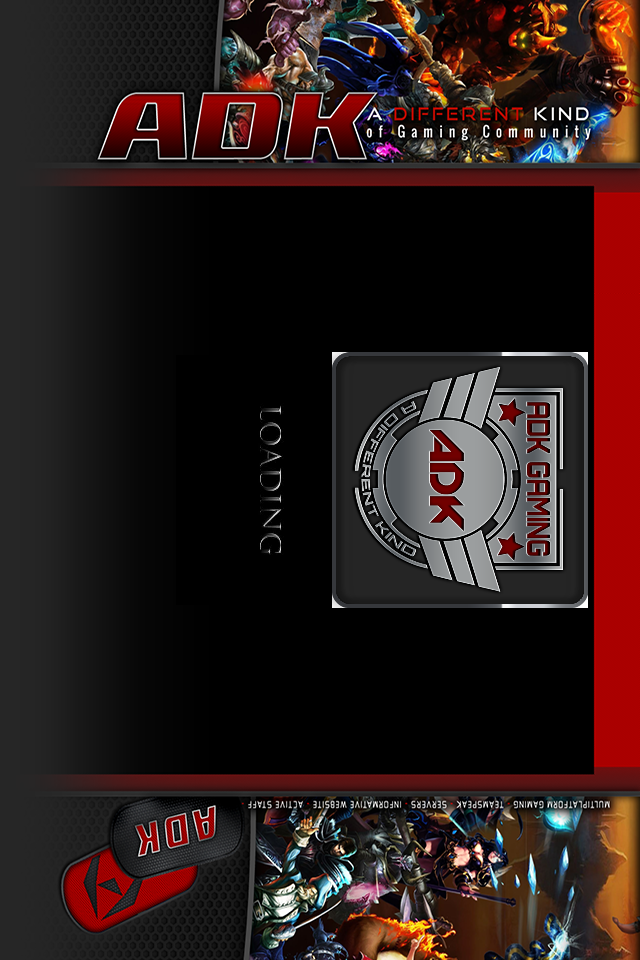 ADK
A DIFFERENT KIND
of Gaming Community
ADK GAMING
ADK
A DIFFERENT KIND
LOADING
MULTIPLATFORM GAMING TEAMSPEAK SERVERS - INFORMATIVE WEBSITE - ACTIVE STAFF -
ADK